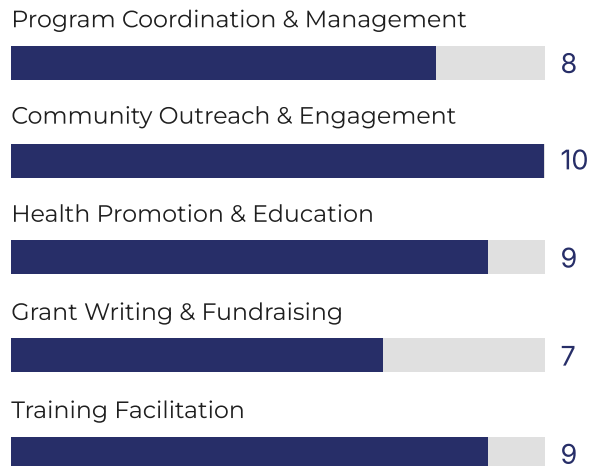 Program Coordination & Management
8
Community Outreach & Engagement
10
Health Promotion & Education
9
Grant Writing & Fundraising
7
Training Facilitation
9